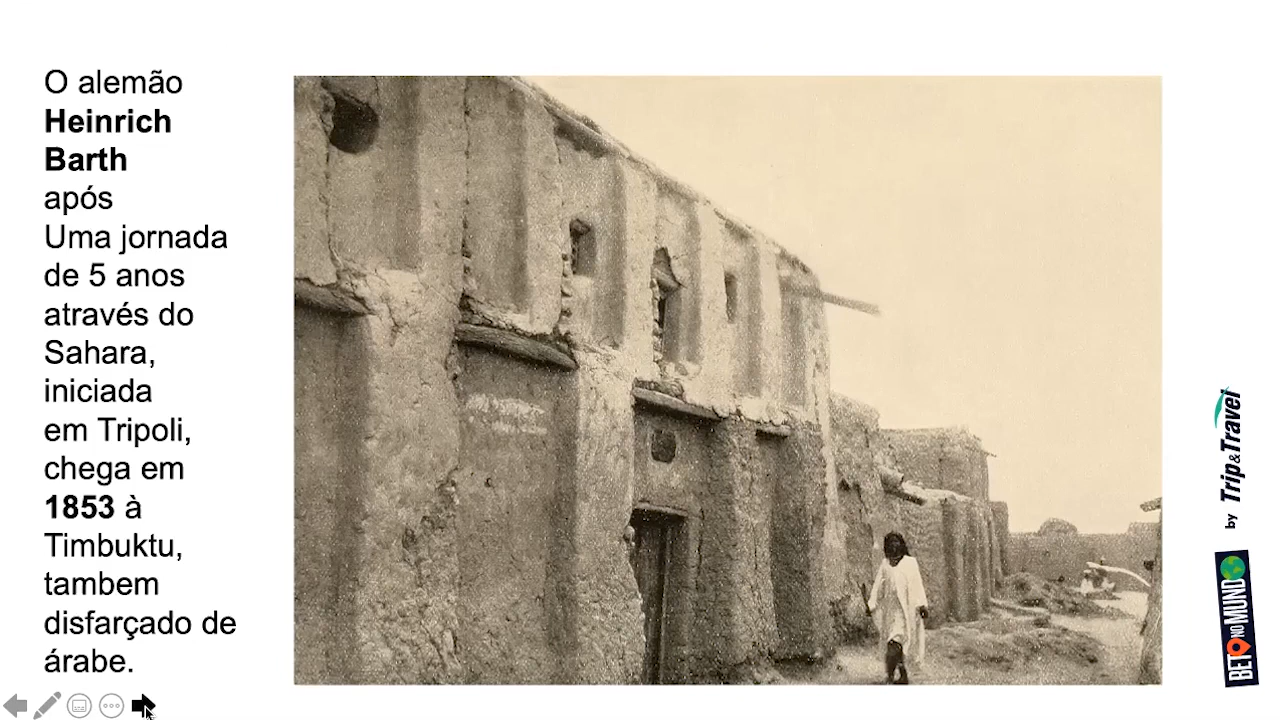 O alemão
Heinrich
Barth
após
Uma jornada
de 5 anos
através do
Sahara,
iniciada
em Tripoli,
chega em
1853 à
Timbuktu,
tambem
disfarçado de
árabe.
by Trip&Travel
BETO NO MUNDO